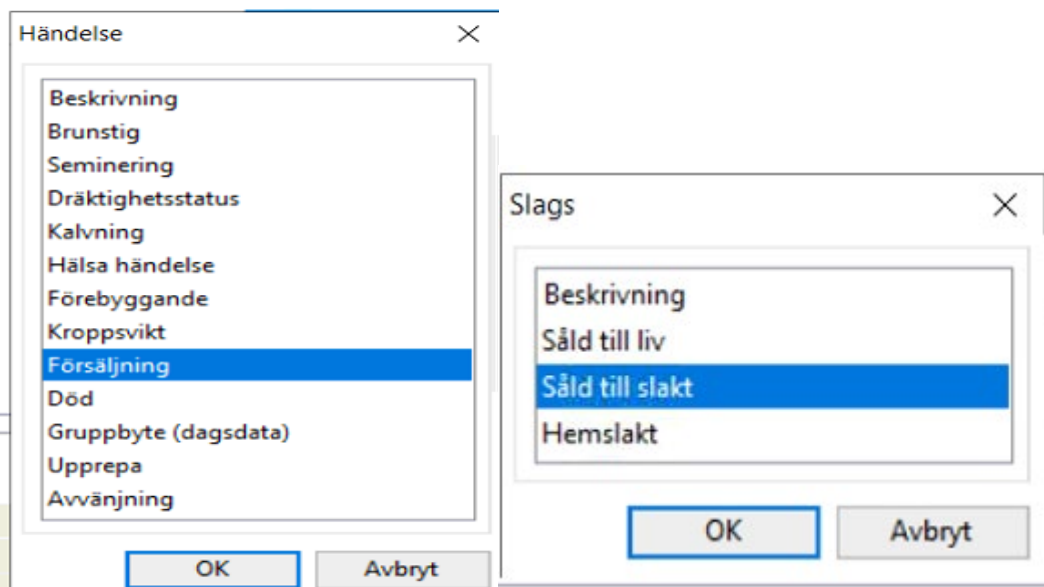 Händelse
Beskrivning
Brunstig
Seminering
Dräktighetsstatus
Kalvning
Hälsa händelse
Förebyggande
Kroppsvikt
Försäljning
Död
Gruppbyte (dagsdata)
Upprepa
Avvänjning
OK Avbryt
Slags
Beskrivning
Såld till liv
Såld till slakt
Hemslakt
OK Avbryt